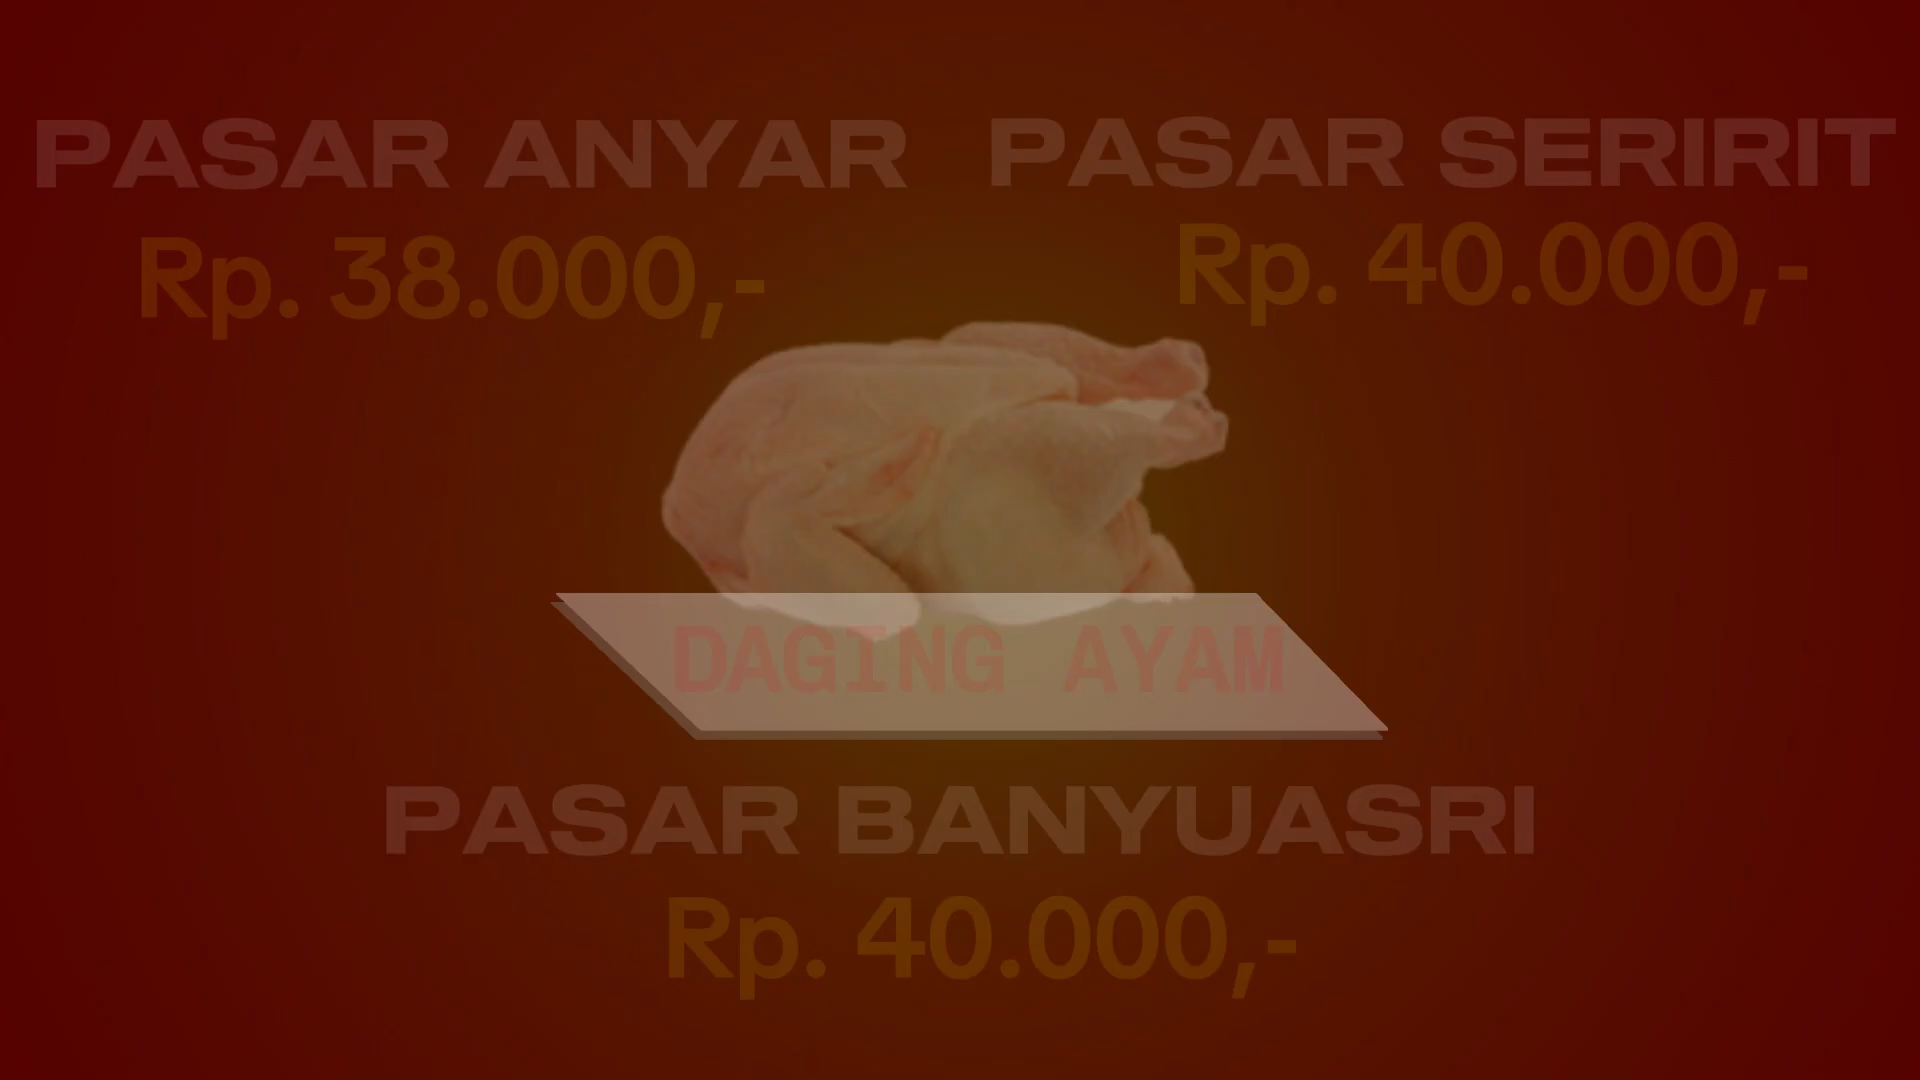 PASAR ANYAR
Rp. 38.000,-
PASAR SERIRIT
Rp. 40.000,-
DAGING AYAM
PASAR BANYUASRI
Rp. 40.000,-